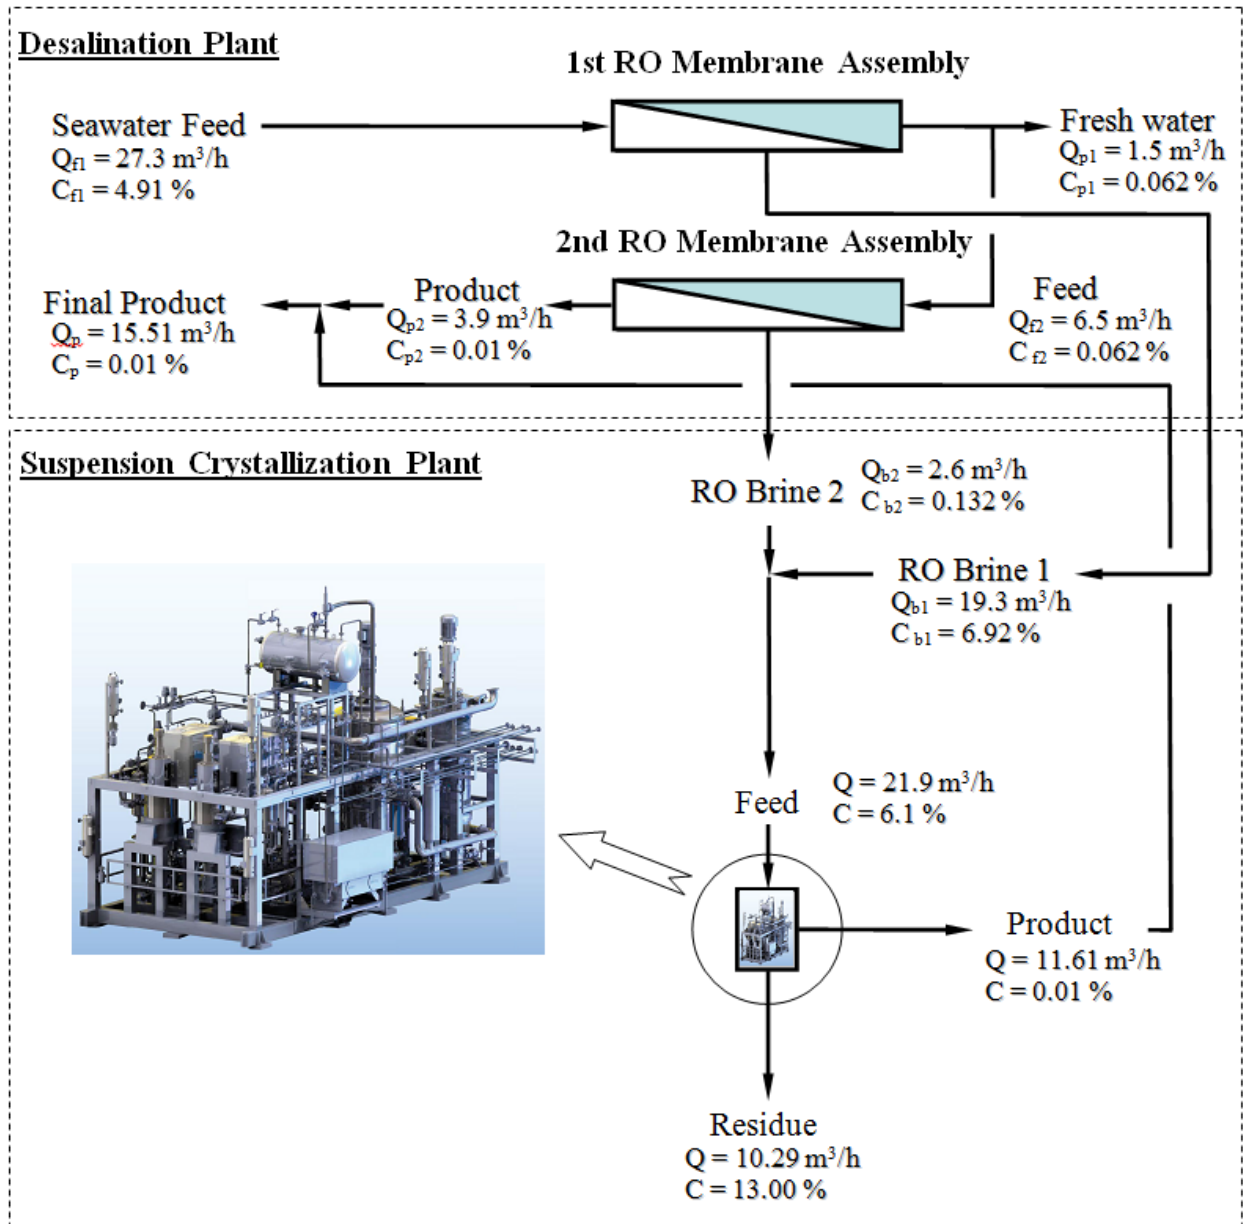 Desalination Plant
1st RO Membrane Assembly
Seawater Feed
Qf1 = 27.3 m³/h
Cf1 = 4.91 %
Fresh water
Qp1 = 1.5 m³/h
Cp1 = 0.062 %
2nd RO Membrane Assembly
Final Product
Qp = 15.51 m³/h
Cp = 0.01 %
Product
Qp2 = 3.9 m³/h
Cp2 = 0.01 %
Feed
Qf2 = 6.5 m³/h
C f2 = 0.062 %
Suspension Crystallization Plant
RO Brine 2
Qb2 = 2.6 m³/h
C b2 = 0.132 %
RO Brine 1
Qb1 = 19.3 m³/h
C b1 = 6.92 %
Feed
Q = 21.9 m³/h
C = 6.1 %
Product
Q = 11.61 m³/h
C = 0.01 %
Residue
Q = 10.29 m³/h
C = 13.00 %